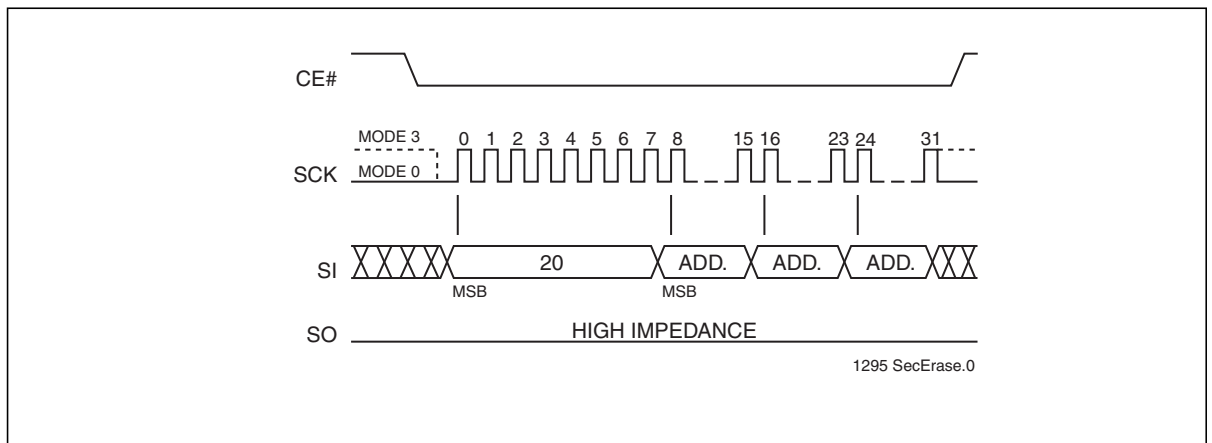 CE#
MODE 3
0 1 2 3 4 5 6 7 8 15 16 23 24 31
SCK
MODE 0
SI
20 ADD. ADD. ADD.
MSB MSB
SO
HIGH IMPEDANCE
1295 SecErase.0